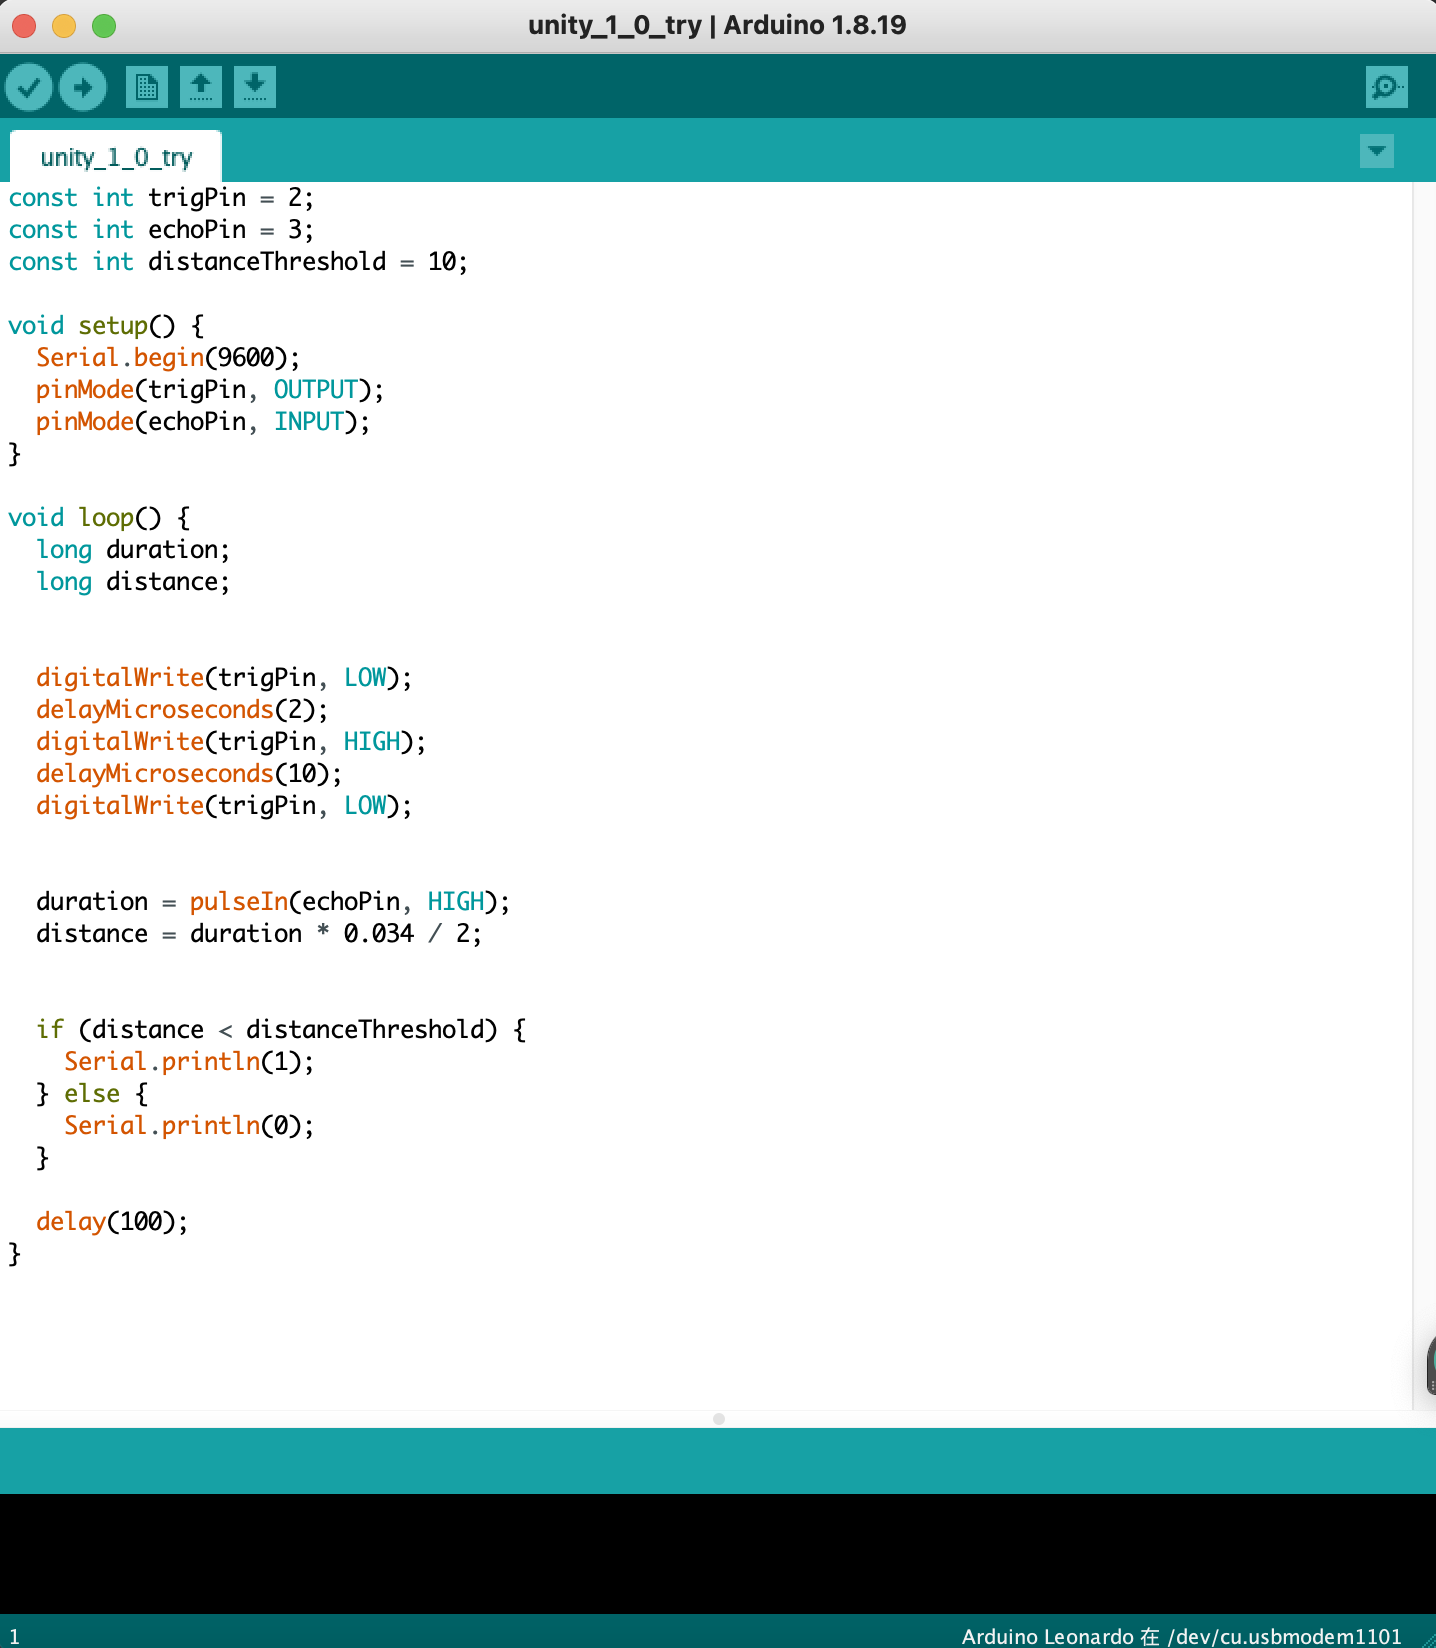 unity_1_0_try | Arduino 1.8.19
unity_1_0_try
const int trigPin = 2;
const int echoPin = 3;
const int distanceThreshold = 10;
void setup() {
  Serial.begin(9600);
  pinMode(trigPin, OUTPUT);
  pinMode(echoPin, INPUT);
}
void loop() {
  long duration;
  long distance;
  digitalWrite(trigPin, LOW);
  delayMicroseconds(2);
  digitalWrite(trigPin, HIGH);
  delayMicroseconds(10);
  digitalWrite(trigPin, LOW);
  duration = pulseIn(echoPin, HIGH);
  distance = duration * 0.034 / 2;
  if (distance < distanceThreshold) {
    Serial.println(1);
  } else {
    Serial.println(0);
  }
  delay(100);
}
1
Arduino Leonardo 在 /dev/cu.usbmodem1101